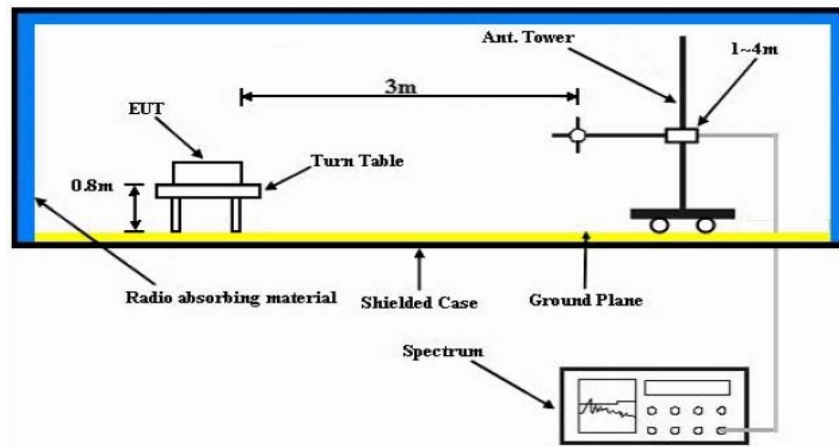 Ant. Tower
1~4m
3m
EUT
Turn Table
0.8m
Radio absorbing material
Shielded Case
Ground Plane
Spectrum